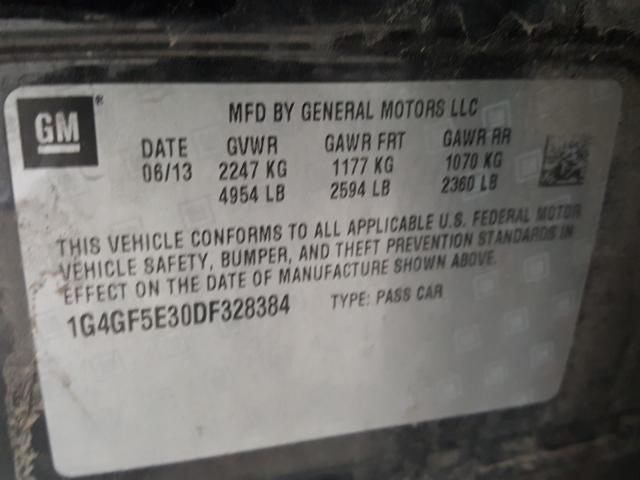 GM®
MFD BY GENERAL MOTORS LLC
DATE GVWR GAWR FRT GAWR RR
06/13 2247 KG 1177 KG 1070 KG
4954 LB 2594 LB 2360 LB
THIS VEHICLE CONFORMS TO ALL APPLICABLE U.S. FEDERAL MOTOR
VEHICLE SAFETY, BUMPER, AND THEFT PREVENTION STANDARDS IN
EFFECT ON THE DATE OF MANUFACTURE SHOWN ABOVE.
1G4GF5E30DF328384 TYPE: PASS CAR